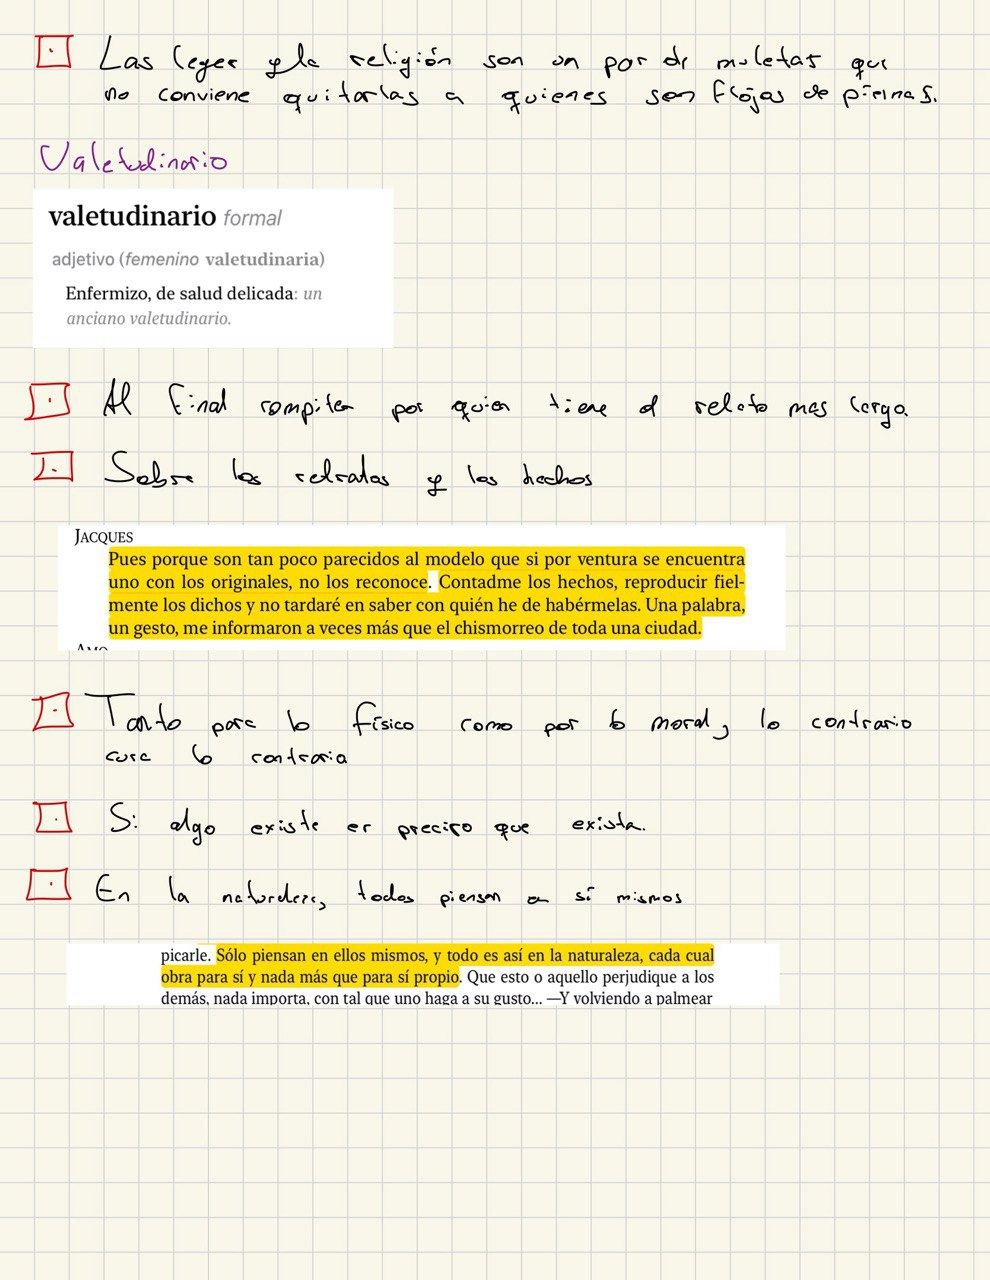 Las leyes y la religión son un par de muletas que
no conviene quitarlas a quienes son flojos de piernas.
Valetudinario
valetudinario formal
adjetivo (femenino valetudinaria)
Enfermizo, de salud delicada: un
anciano valetudinario.
Al final compiten por quien tiene el relato mas largo
Sobre los retratos y los hechos
JACQUES
Pues porque son tan poco parecidos al modelo que si por ventura se encuentra
uno con los originales, no los reconoce. Contadme los hechos, reproducir fiel-
mente los dichos y no tardaré en saber con quién he de habérmelas. Una palabra,
un gesto, me informaron a veces más que el chismorreo de toda una ciudad.
AMO
Tanto para lo físico como por lo moral, lo contrario
cura lo contrario
Si algo existe es preciso que exista.
En la naturaleza, todos piensan en sí mismos
picarle. Sólo piensan en ellos mismos, y todo es así en la naturaleza, cada cual
obra para sí y nada más que para sí propio. Que esto o aquello perjudique a los
demás, nada importa, con tal que uno haga a su gusto... —Y volviendo a palmear